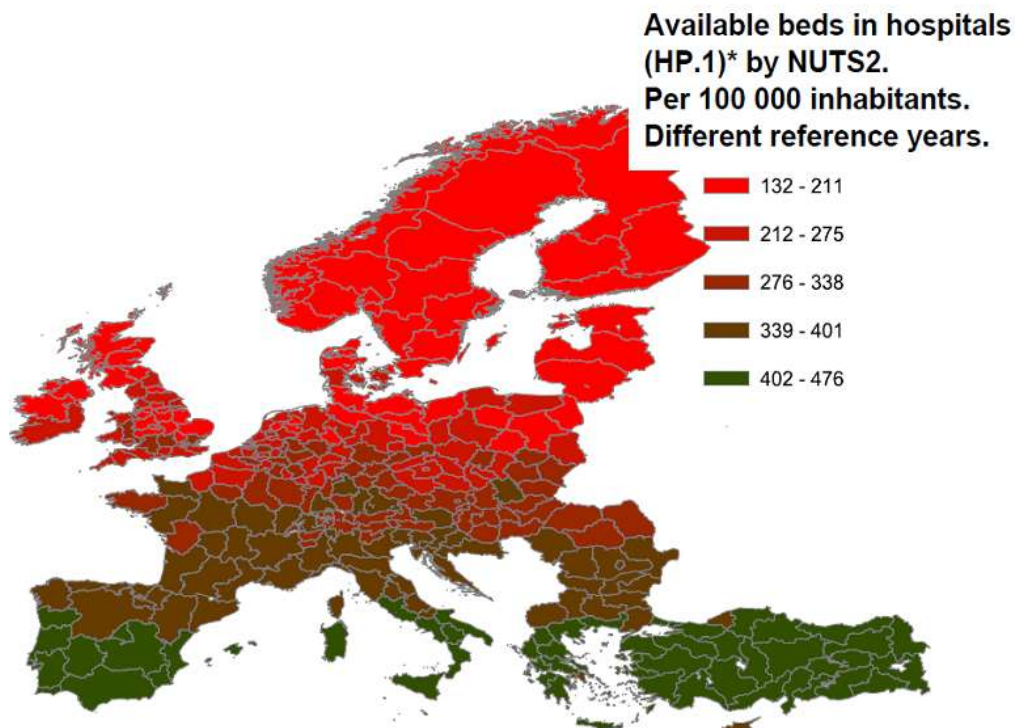 Available beds in hospitals
(HP.1)* by NUTS2.
Per 100 000 inhabitants.
Different reference years.
132 - 211
212 - 275
276 - 338
339 - 401
402 - 476